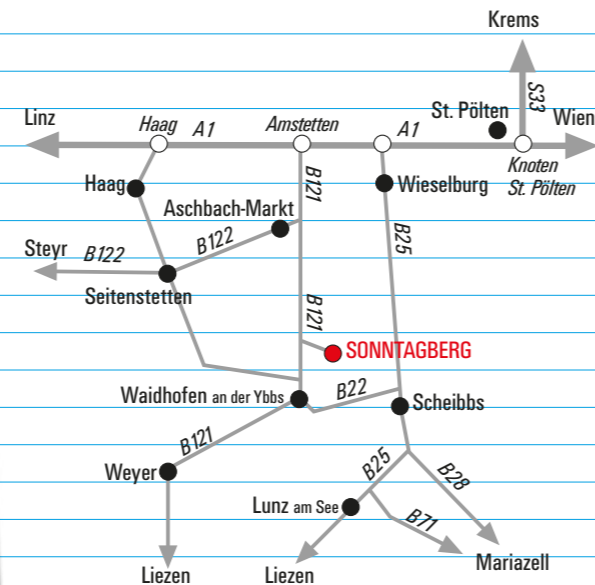 Krems
S33
Linz
Haag
A1
Amstetten
A1
St. Pölten
Wien
Knoten
St. Pölten
Haag
B121
Wieselburg
Aschbach-Markt
Steyr
B122
B122
B25
Seitenstetten
B121
SONNTAGBERG
Waidhofen an der Ybbs
B22
Scheibbs
B121
Weyer
B25
B28
Lunz am See
B71
Mariazell
Liezen
Liezen